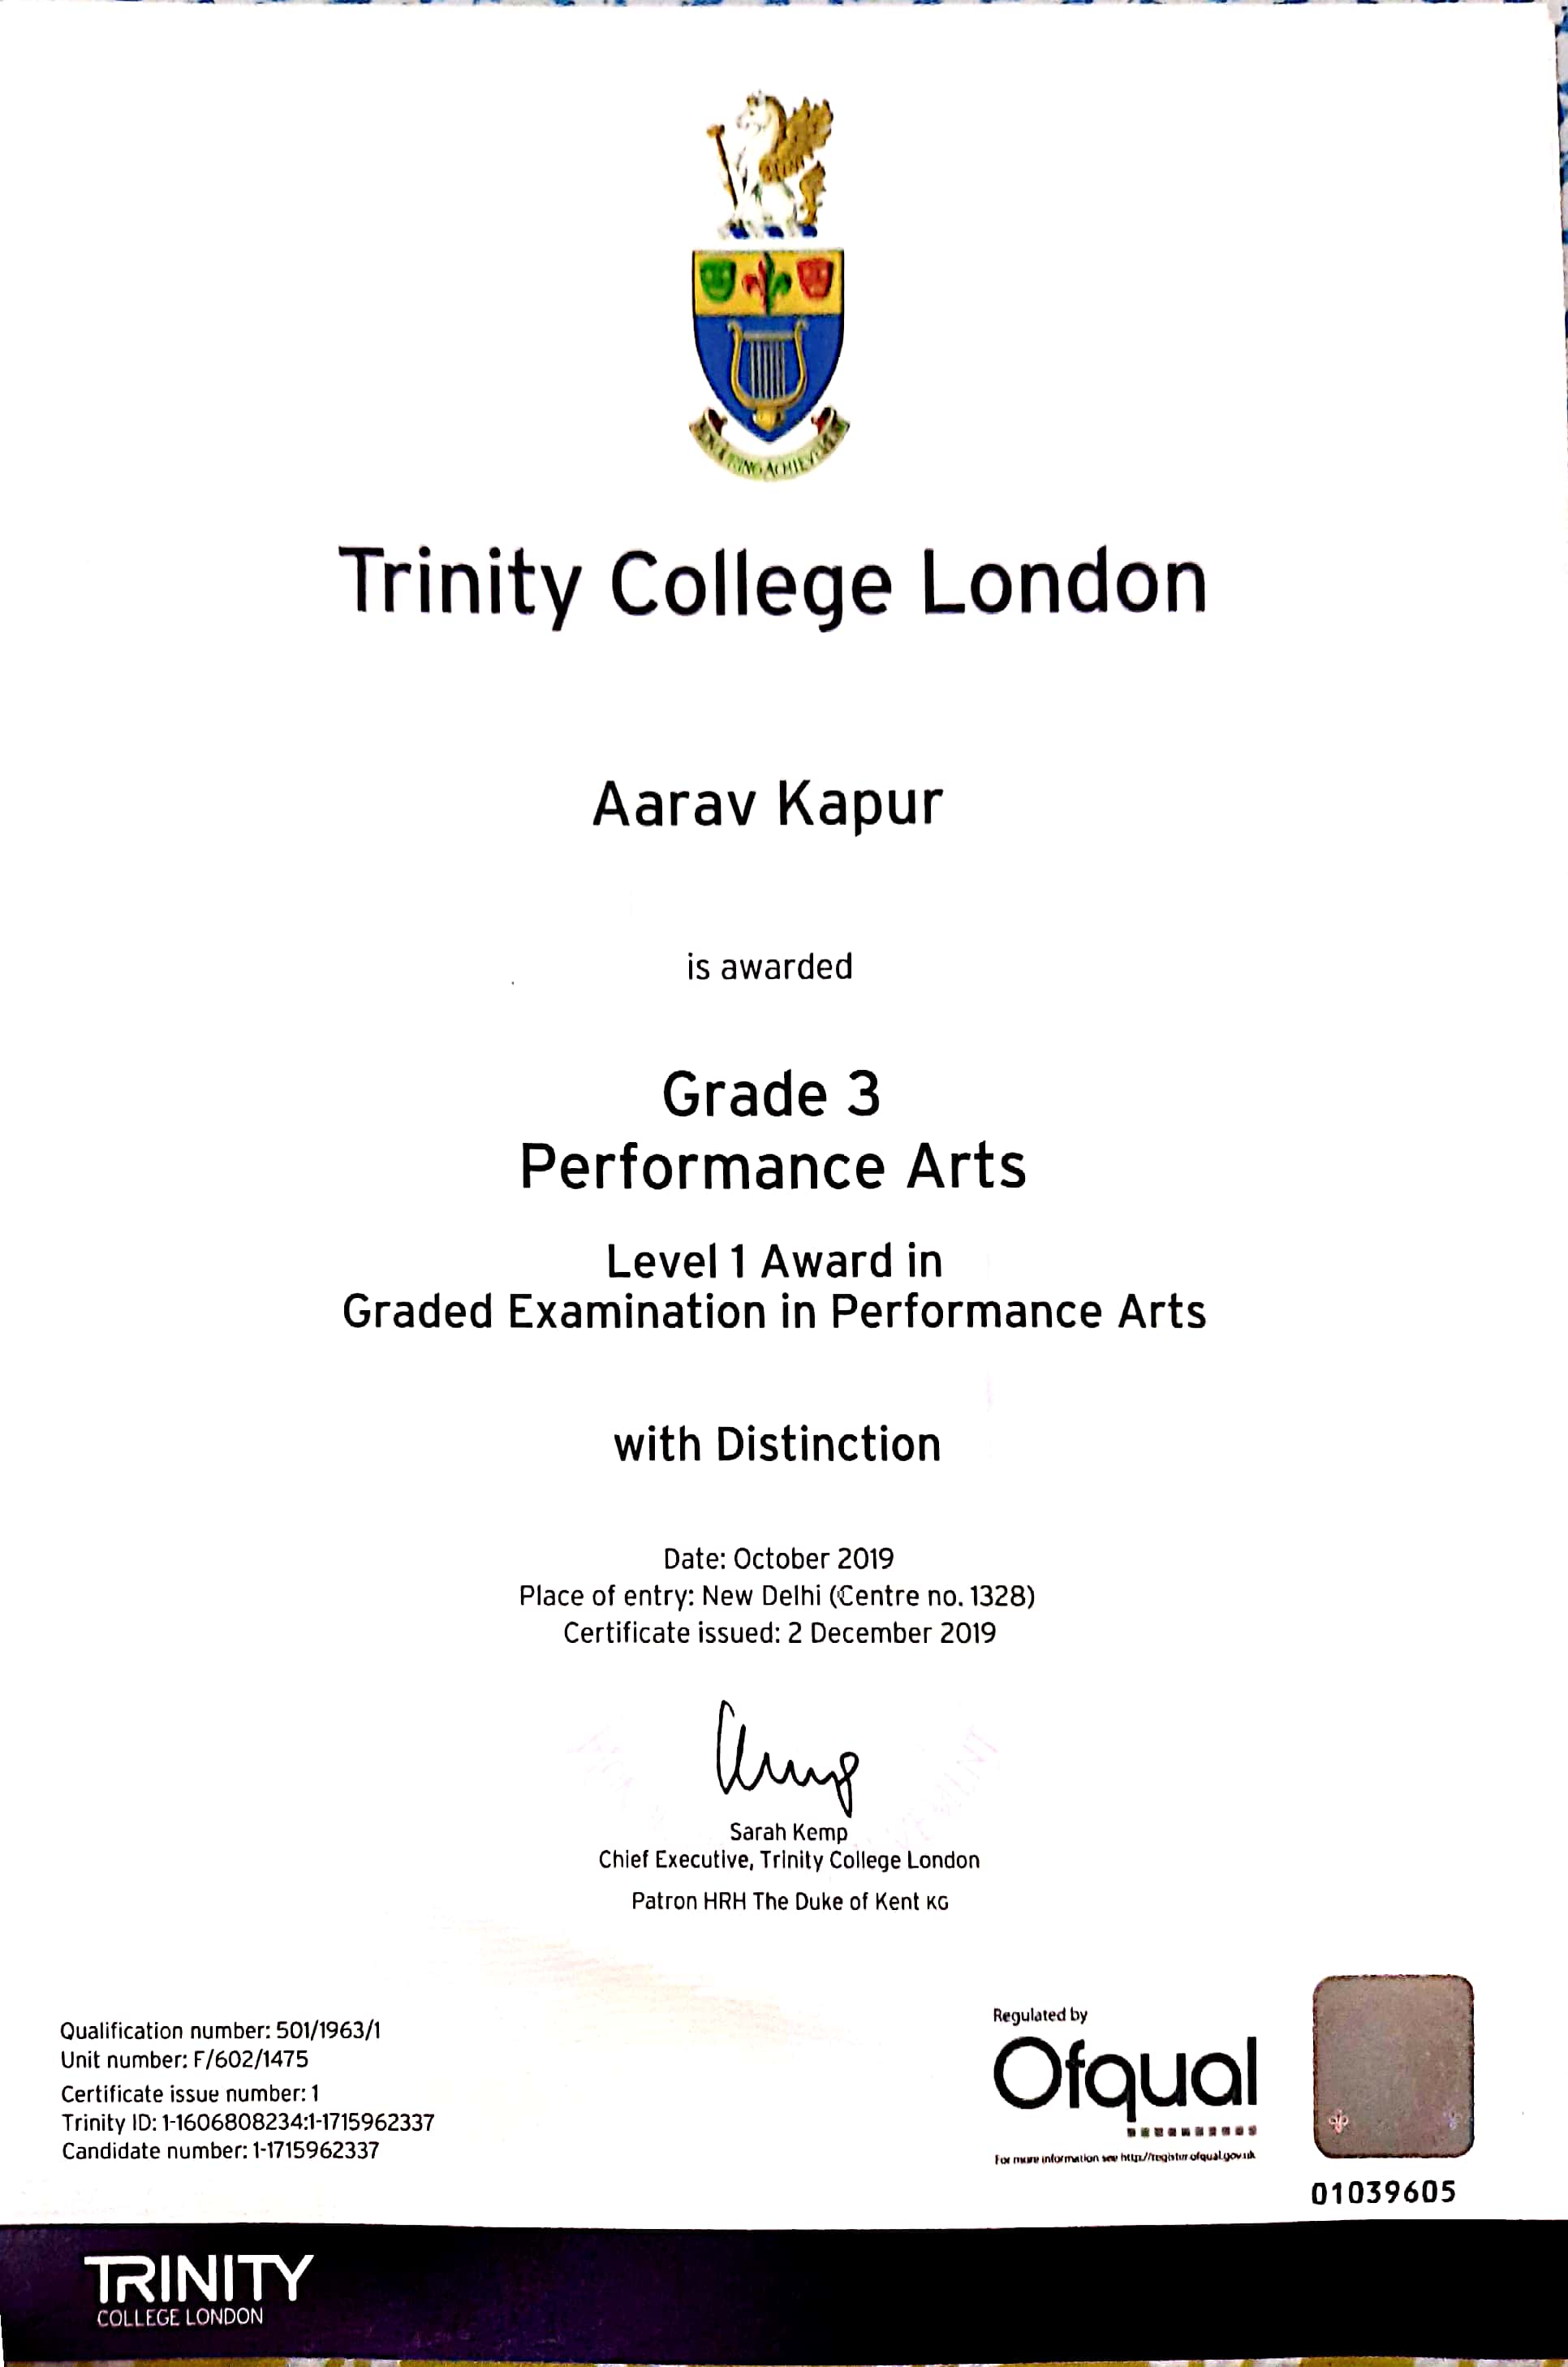 Trinity College London
Aarav Kapur
is awarded
Grade 3
Performance Arts
Level 1 Award in
Graded Examination in Performance Arts
with Distinction
Date: October 2019
Place of entry: New Delhi (Centre no. 1328)
Certificate issued: 2 December 2019
Sarah Kemp
Chief Executive, Trinity College London
Patron HRH The Duke of Kent KG
Qualification number: 501/1963/1
Unit number: F/602/1475
Certificate issue number: 1
Trinity ID: 1-1606808234:1-1715962337
Candidate number: 1-1715962337
Regulated by
Ofqual
For more information see http://register.ofqual.gov.uk
01039605
TRINITY
COLLEGE LONDON